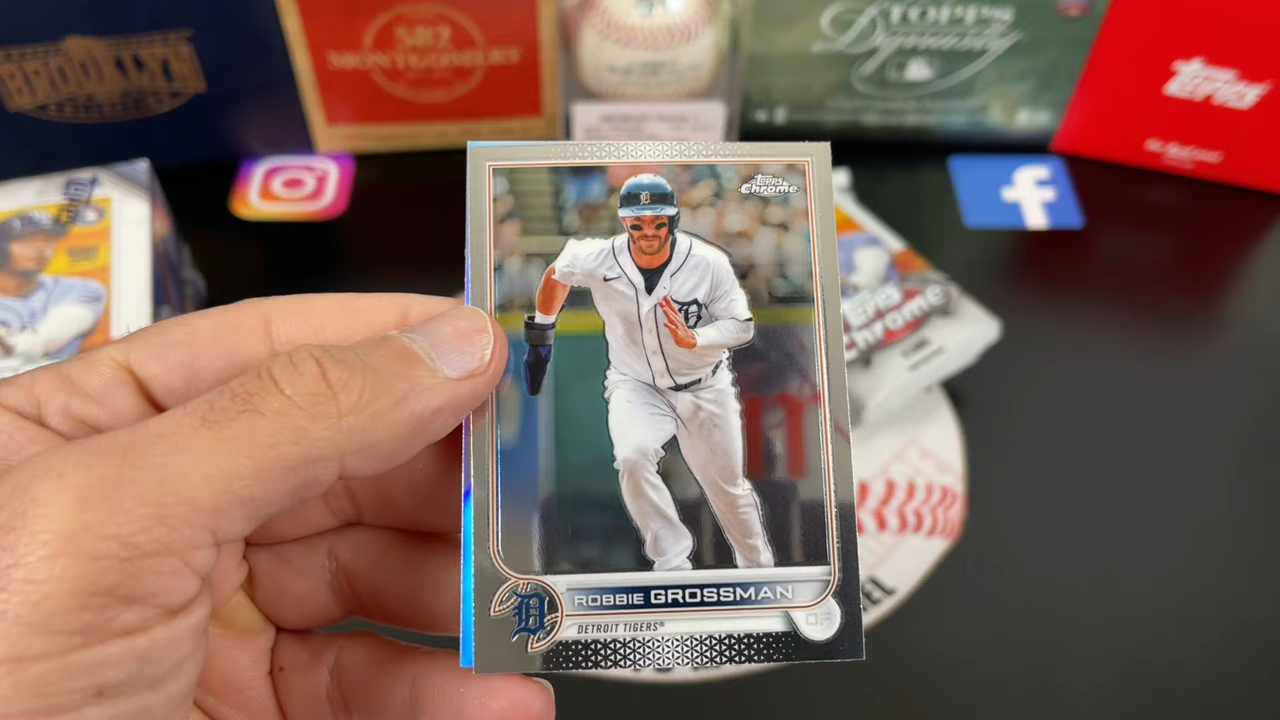 BROOKLYN
582
MONTGOMERY
TOPPS
Dynasty
Topps
f
D
Topps
Chrome
D
Topps
Chrome
ROBBIE GROSSMAN
D
DETROIT TIGERS®
OF